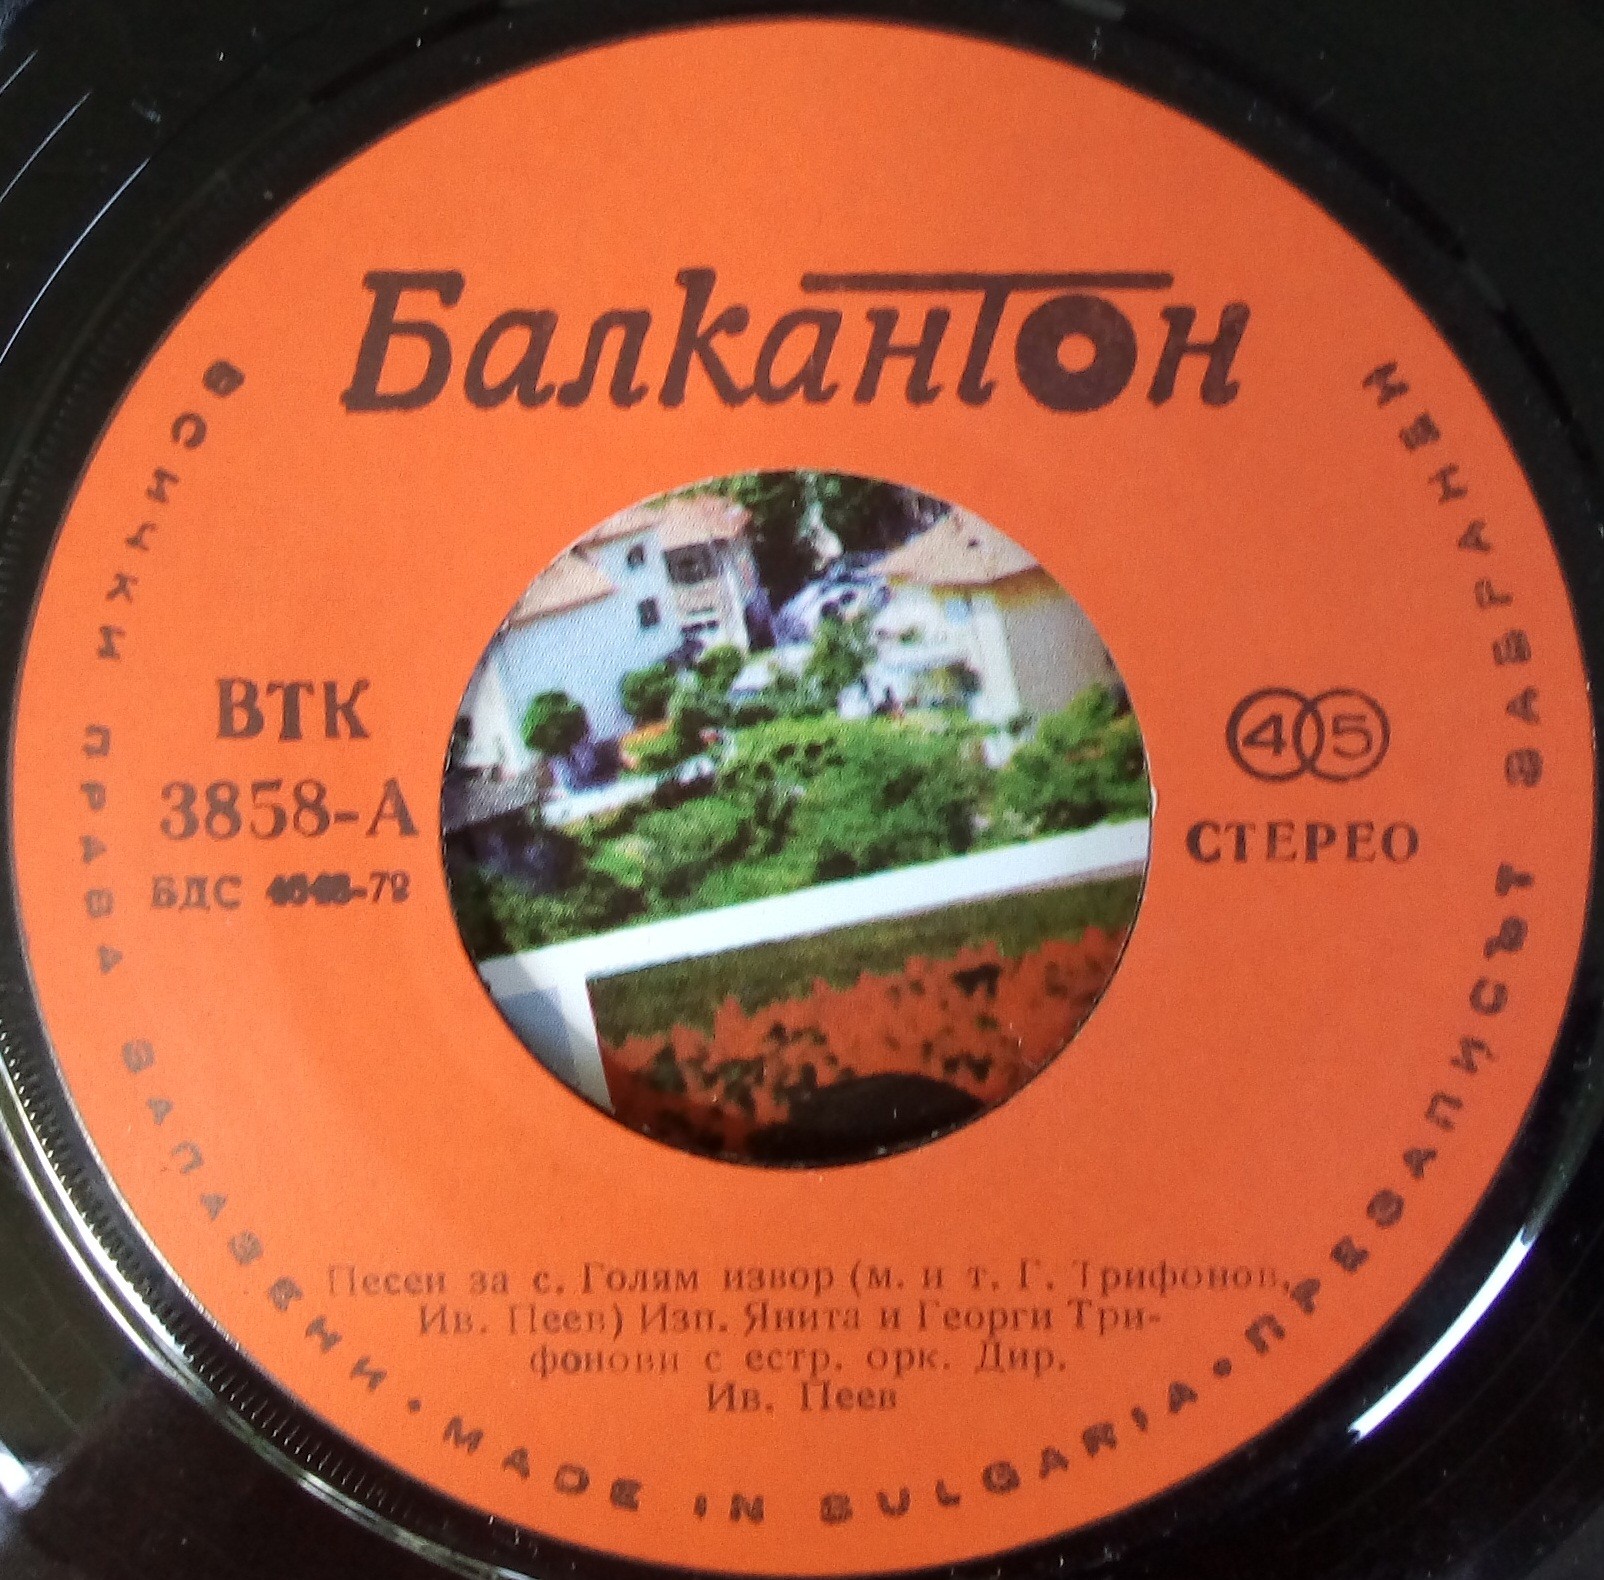 Балкантон
ВТК
3858-А
БДС
45
СТЕРЕО
Песен за с. Голям извор (м. и т. Г. Трифонов,
Ив. Пеев) Изп. Янита и Георги Три-
фонови с естр. орк. Дир.
Ив. Пеев
ВСИЧКИ ПРАВА ЗАПАЗЕНИ • MADE IN BULGARIA • ПРЕЗАПИСЪТ ЗАБРАНЕН